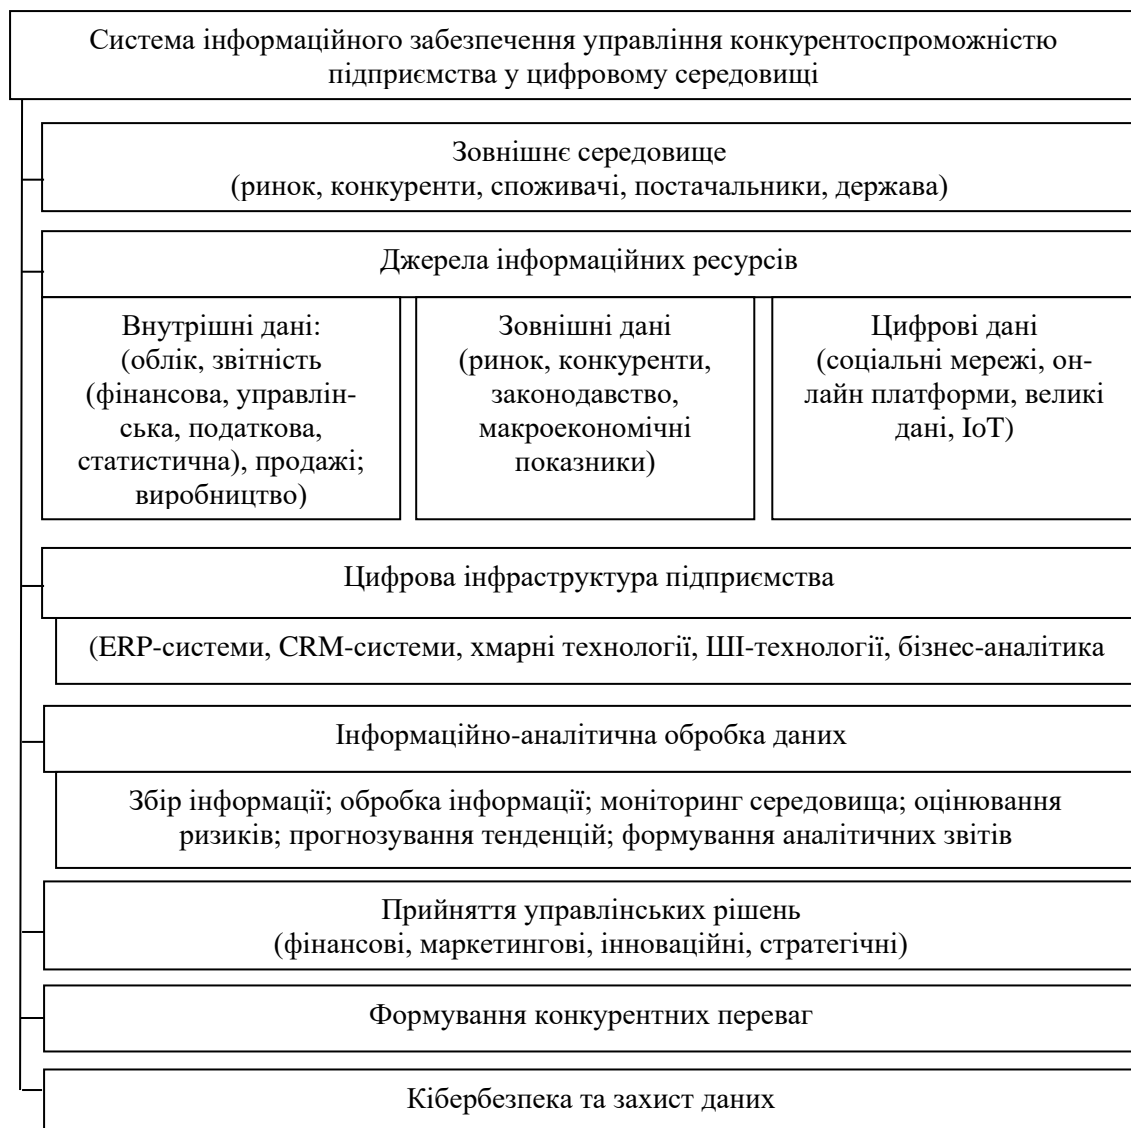 Система інформаційного забезпечення управління конкурентоспроможністю
підприємства у цифровому середовищі
Зовнішнє середовище
(ринок, конкуренти, споживачі, постачальники, держава)
Джерела інформаційних ресурсів
Внутрішні дані:
(облік, звітність
(фінансова, управлін-
ська, податкова,
статистична), продажі;
виробництво)
Зовнішні дані
(ринок, конкуренти,
законодавство,
макроекономічні
показники)
Цифрові дані
(соціальні мережі, он-
лайн платформи, великі
дані, IoT)
Цифрова інфраструктура підприємства
(ERP-системи, CRM-системи, хмарні технології, ШІ-технології, бізнес-аналітика
Інформаційно-аналітична обробка даних
Збір інформації; обробка інформації; моніторинг середовища; оцінювання
ризиків; прогнозування тенденцій; формування аналітичних звітів
Прийняття управлінських рішень
(фінансові, маркетингові, інноваційні, стратегічні)
Формування конкурентних переваг
Кібербезпека та захист даних